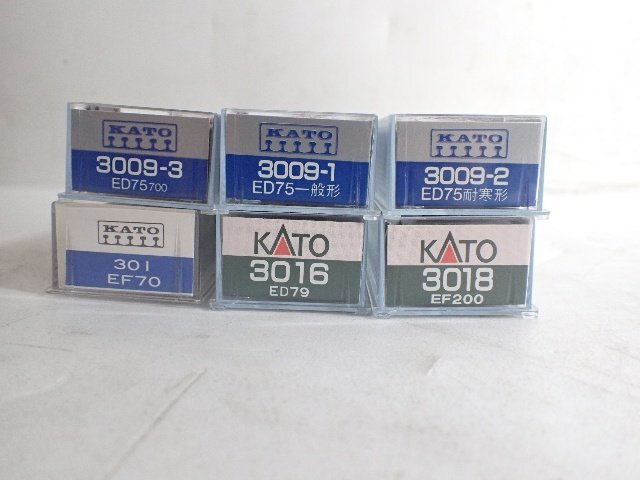 KATO
3009-3
ED75700
KATO
3009-1
ED75一般形
KATO
3009-2
ED75耐寒形
KATO
301
EF70
KATO
3016
ED79
KATO
3018
EF200